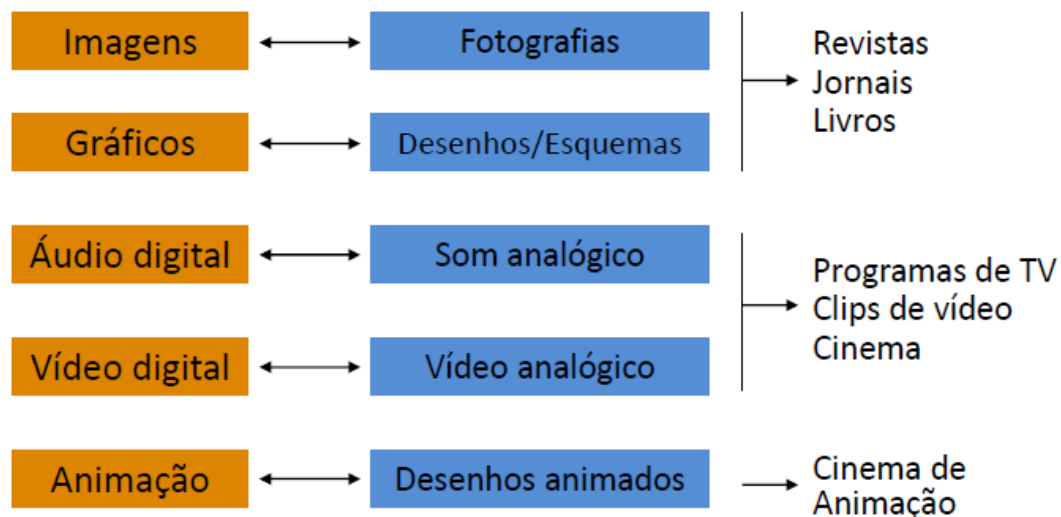 Imagens
Fotografias
Gráficos
Desenhos/Esquemas
Revistas
Jornais
Livros
Áudio digital
Som analógico
Vídeo digital
Vídeo analógico
Programas de TV
Clips de vídeo
Cinema
Animação
Desenhos animados
Cinema de
Animação